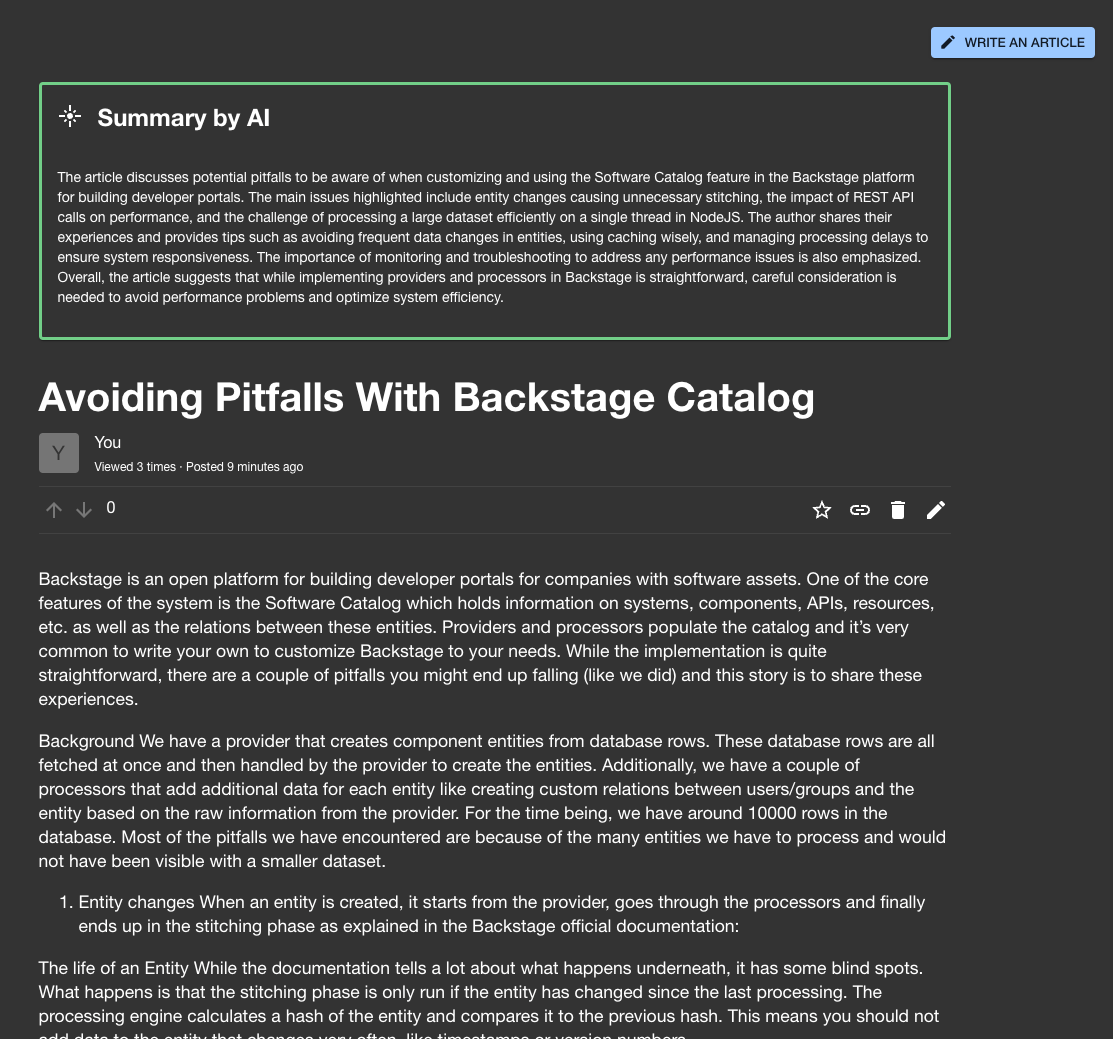 WRITE AN ARTICLE
Summary by AI
The article discusses potential pitfalls to be aware of when customizing and using the Software Catalog feature in the Backstage platform
for building developer portals. The main issues highlighted include entity changes causing unnecessary stitching, the impact of REST API
calls on performance, and the challenge of processing a large dataset efficiently on a single thread in NodeJS. The author shares their
experiences and provides tips such as avoiding frequent data changes in entities, using caching wisely, and managing processing delays to
ensure system responsiveness. The importance of monitoring and troubleshooting to address any performance issues is also emphasized.
Overall, the article suggests that while implementing providers and processors in Backstage is straightforward, careful consideration is
needed to avoid performance problems and optimize system efficiency.
Avoiding Pitfalls With Backstage Catalog
Y
You
Viewed 3 times · Posted 9 minutes ago
0
Backstage is an open platform for building developer portals for companies with software assets. One of the core
features of the system is the Software Catalog which holds information on systems, components, APIs, resources,
etc. as well as the relations between these entities. Providers and processors populate the catalog and it’s very
common to write your own to customize Backstage to your needs. While the implementation is quite
straightforward, there are a couple of pitfalls you might end up falling (like we did) and this story is to share these
experiences.
Background We have a provider that creates component entities from database rows. These database rows are all
fetched at once and then handled by the provider to create the entities. Additionally, we have a couple of
processors that add additional data for each entity like creating custom relations between users/groups and the
entity based on the raw information from the provider. For the time being, we have around 10000 rows in the
database. Most of the pitfalls we have encountered are because of the many entities we have to process and would
not have been visible with a smaller dataset.
1. Entity changes When an entity is created, it starts from the provider, goes through the processors and finally
ends up in the stitching phase as explained in the Backstage official documentation:
The life of an Entity While the documentation tells a lot about what happens underneath, it has some blind spots.
What happens is that the stitching phase is only run if the entity has changed since the last processing. The
processing engine calculates a hash of the entity and compares it to the previous hash. This means you should not
add data to the entity that changes very often, like timestamps or version numbers.